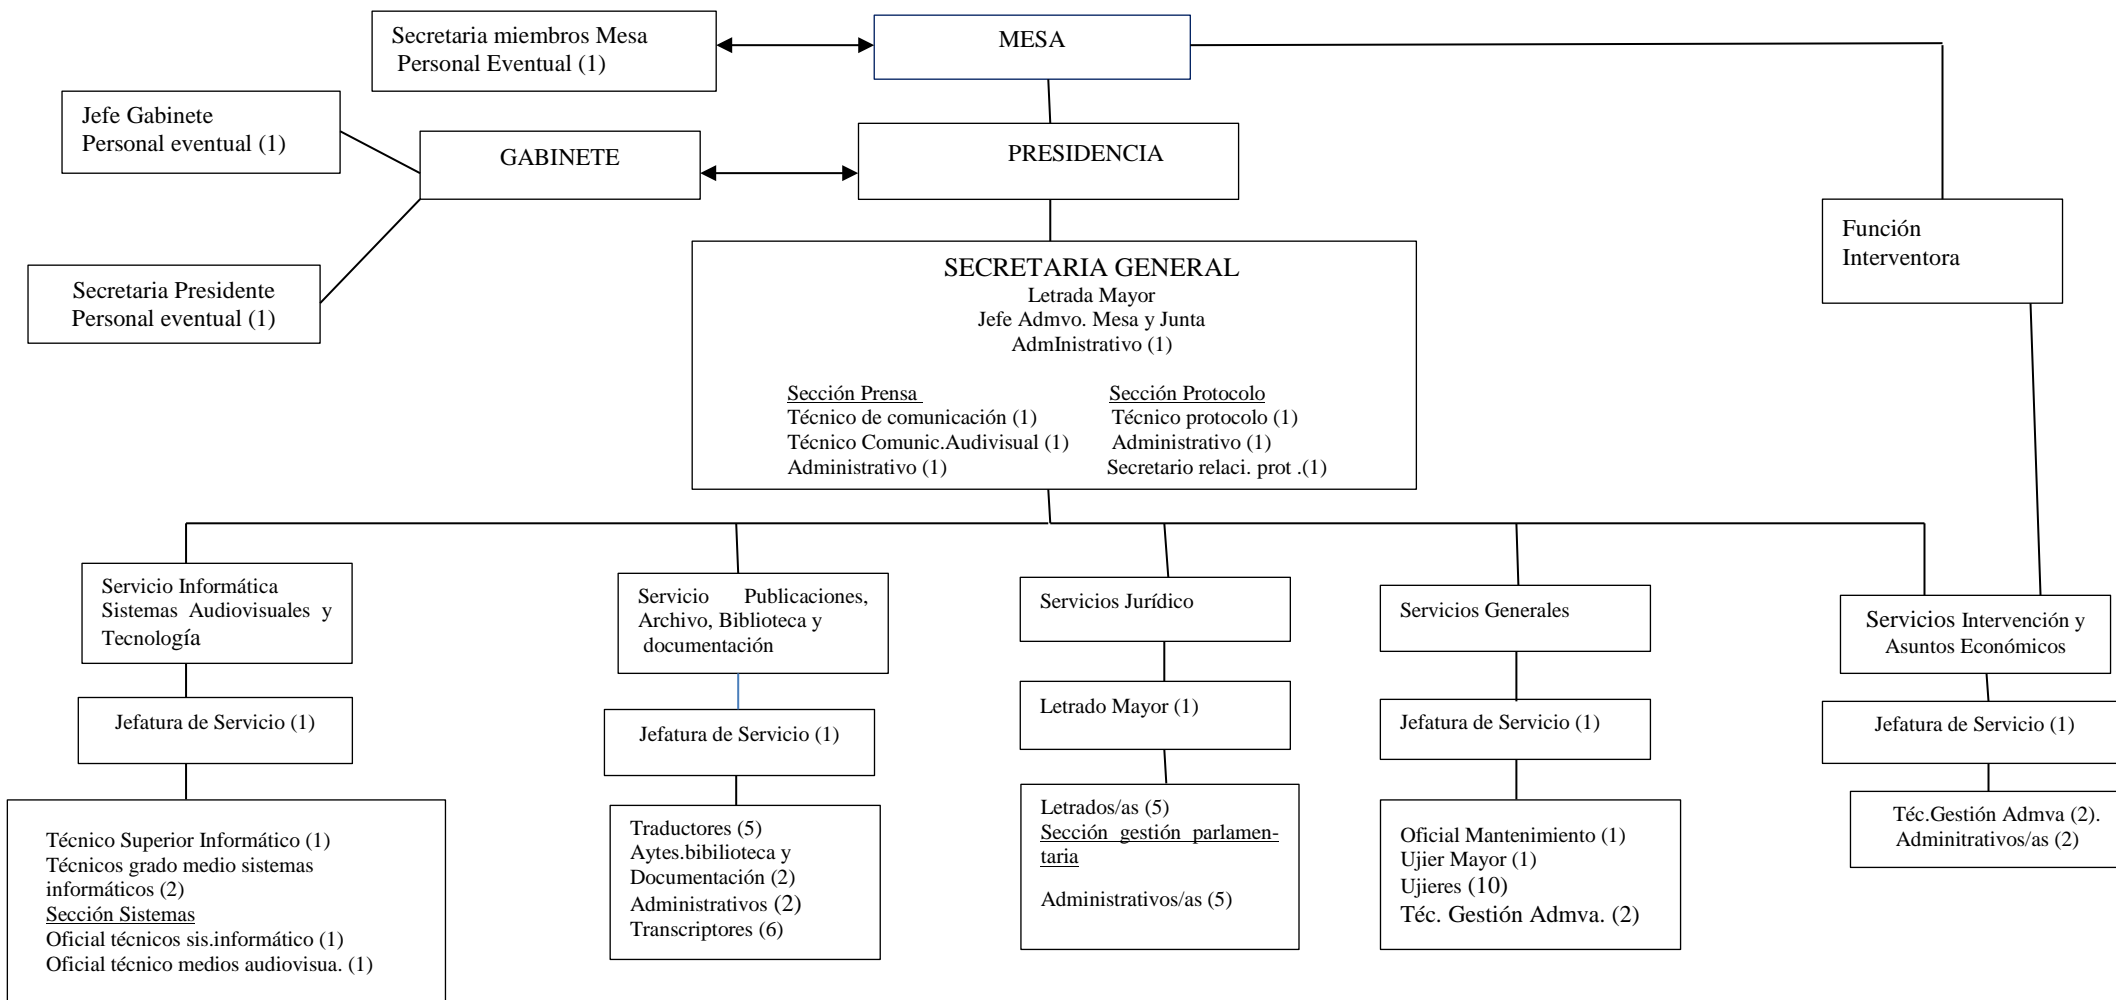 Secretaria miembros Mesa
Personal Eventual (1)
MESA
Jefe Gabinete
Personal eventual (1)
GABINETE
PRESIDENCIA
Función
Interventora
Secretaria Presidente
Personal eventual (1)
SECRETARIA GENERAL
Letrada Mayor
Jefe Admvo. Mesa y Junta
AdmInistrativo (1)
Sección Prensa
Técnico de comunicación (1)
Técnico Comunic.Audivisual (1)
Administrativo (1)
Sección Protocolo
Técnico protocolo (1)
Administrativo (1)
Secretario relaci. prot .(1)
Servicio Informática
Sistemas Audiovisuales y
Tecnología
Jefatura de Servicio (1)
Técnico Superior Informático (1)
Técnicos grado medio sistemas
informáticos (2)
Sección Sistemas
Oficial técnicos sis.informático (1)
Oficial técnico medios audiovisua. (1)
Servicio Publicaciones,
Archivo, Biblioteca y
documentación
Jefatura de Servicio (1)
Traductores (5)
Aytes.bibilioteca y
Documentación (2)
Administrativos (2)
Transcriptores (6)
Servicios Jurídico
Letrado Mayor (1)
Letrados/as (5)
Sección gestión parlamen-
taria
Administrativos/as (5)
Servicios Generales
Jefatura de Servicio (1)
Oficial Mantenimiento (1)
Ujier Mayor (1)
Ujieres (10)
Téc. Gestión Admva. (2)
Servicios Intervención y
Asuntos Económicos
Jefatura de Servicio (1)
Téc.Gestión Admva (2).
Adminitrativos/as (2)